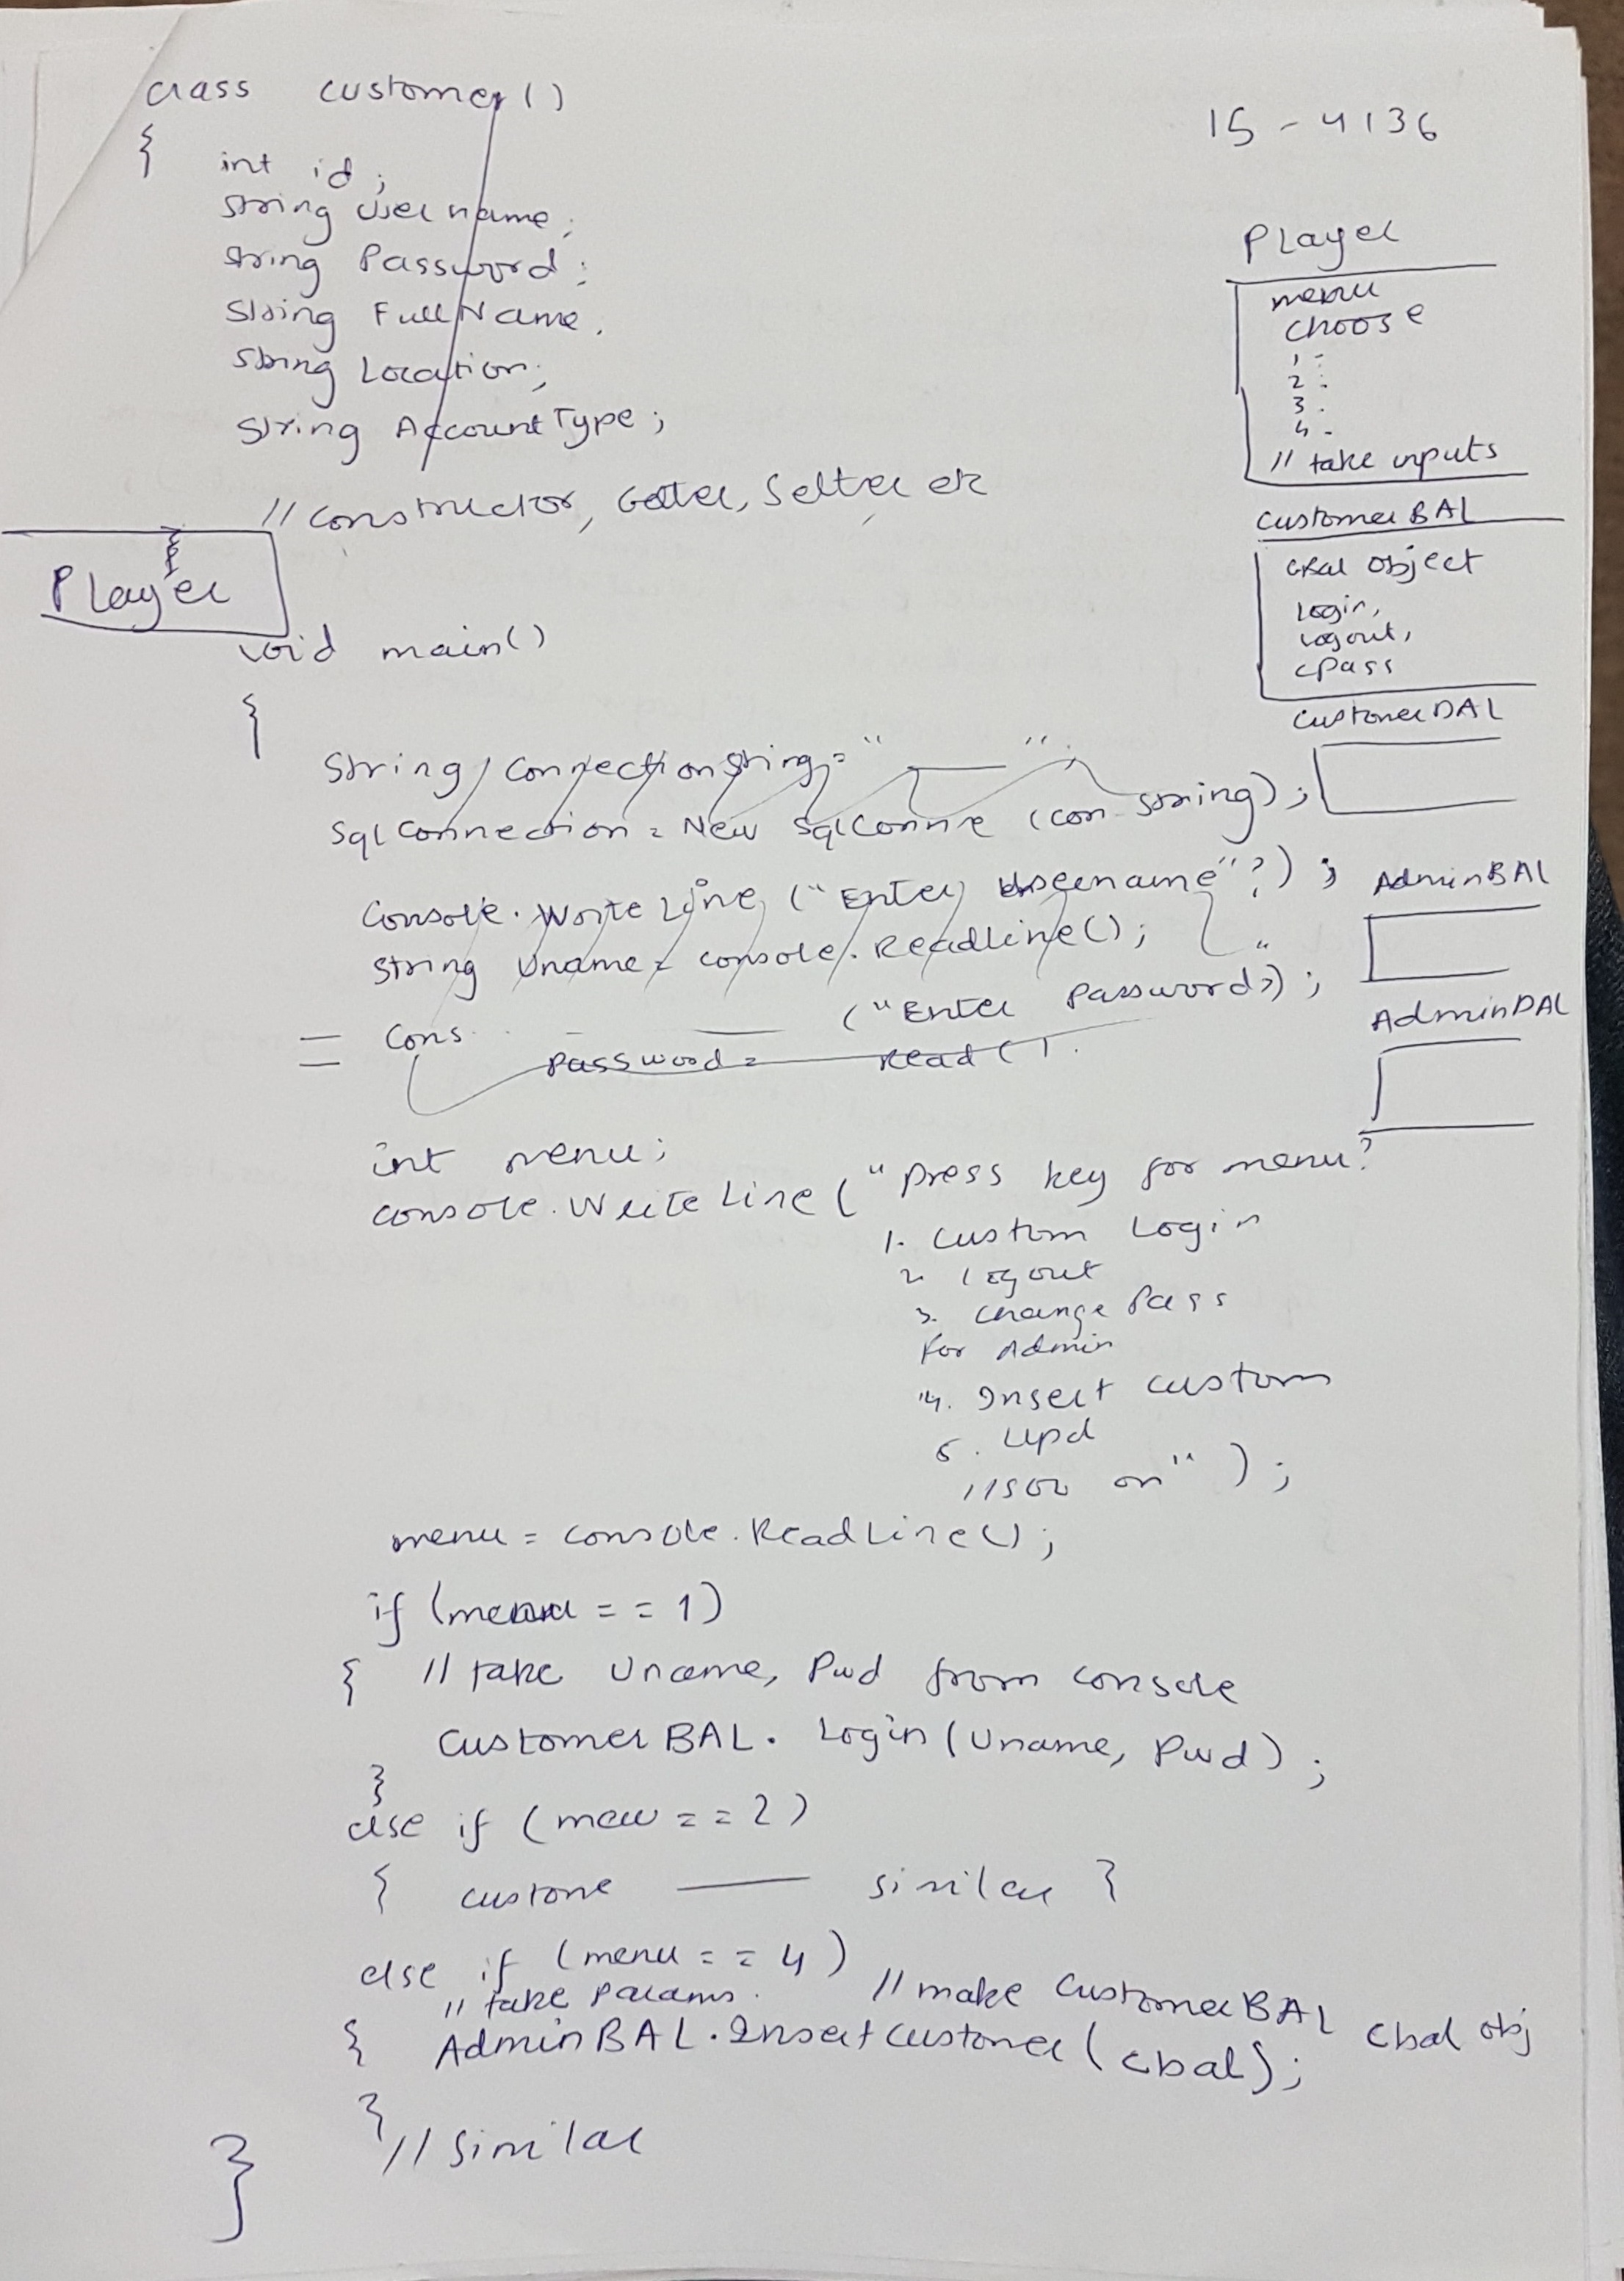 class customer()
{
int id;
string username;
string Password;
string FullName.
string Location;
string AccountType;
// Constructor, Getter, Setter etc
Player
void main()
{
String ConnectionString = " — ";
SqlConnection = New SqlConnne (con string);
Console.WriteLine ("Enter Username"?);
string Uname = console.ReadLine();
= Cons. — ("Enter password?);
Password = Read().
int menu;
console.WriteLine ("press key for menu?
1. Custom Login
2 logout
3. Change Pass
For Admin
4. Insert custom
5. upd
//soo on" );
menu = console.ReadLine();
if (menu == 1)
{ // take Uname, Pwd from console
CustomerBAL. Login (Uname, Pwd);
}
else if (menu == 2)
{ custome — similar }
else if (menu == 4)
// take params. // make CustomerBAL cbal obj
{ AdminBAL.InsertCustomer (cbal);
}
// Similar
}
15-4136
Player
menu
choose
1 -
2 -
3 -
4 -
// take inputs
CustomerBAL
cbal object
login,
logout,
cpass
CustomerDAL
AdminBAL
AdminDAL